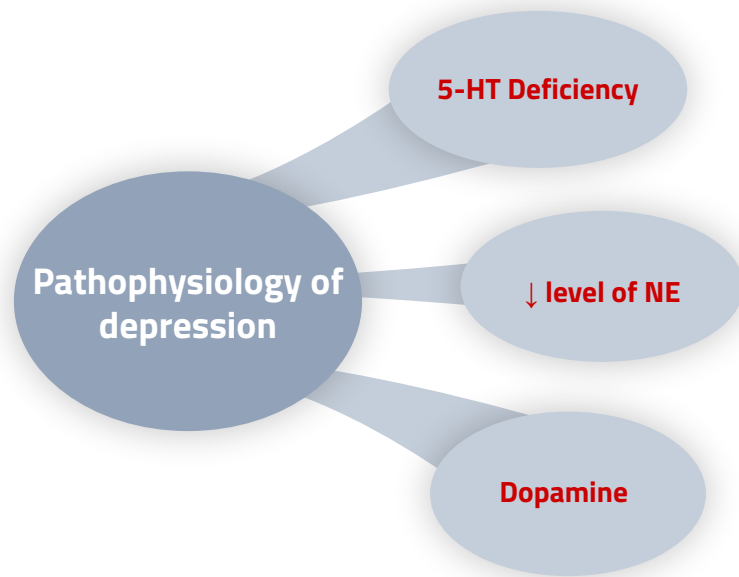 5-HT Deficiency
Pathophysiology of
depression
↓ level of NE
Dopamine